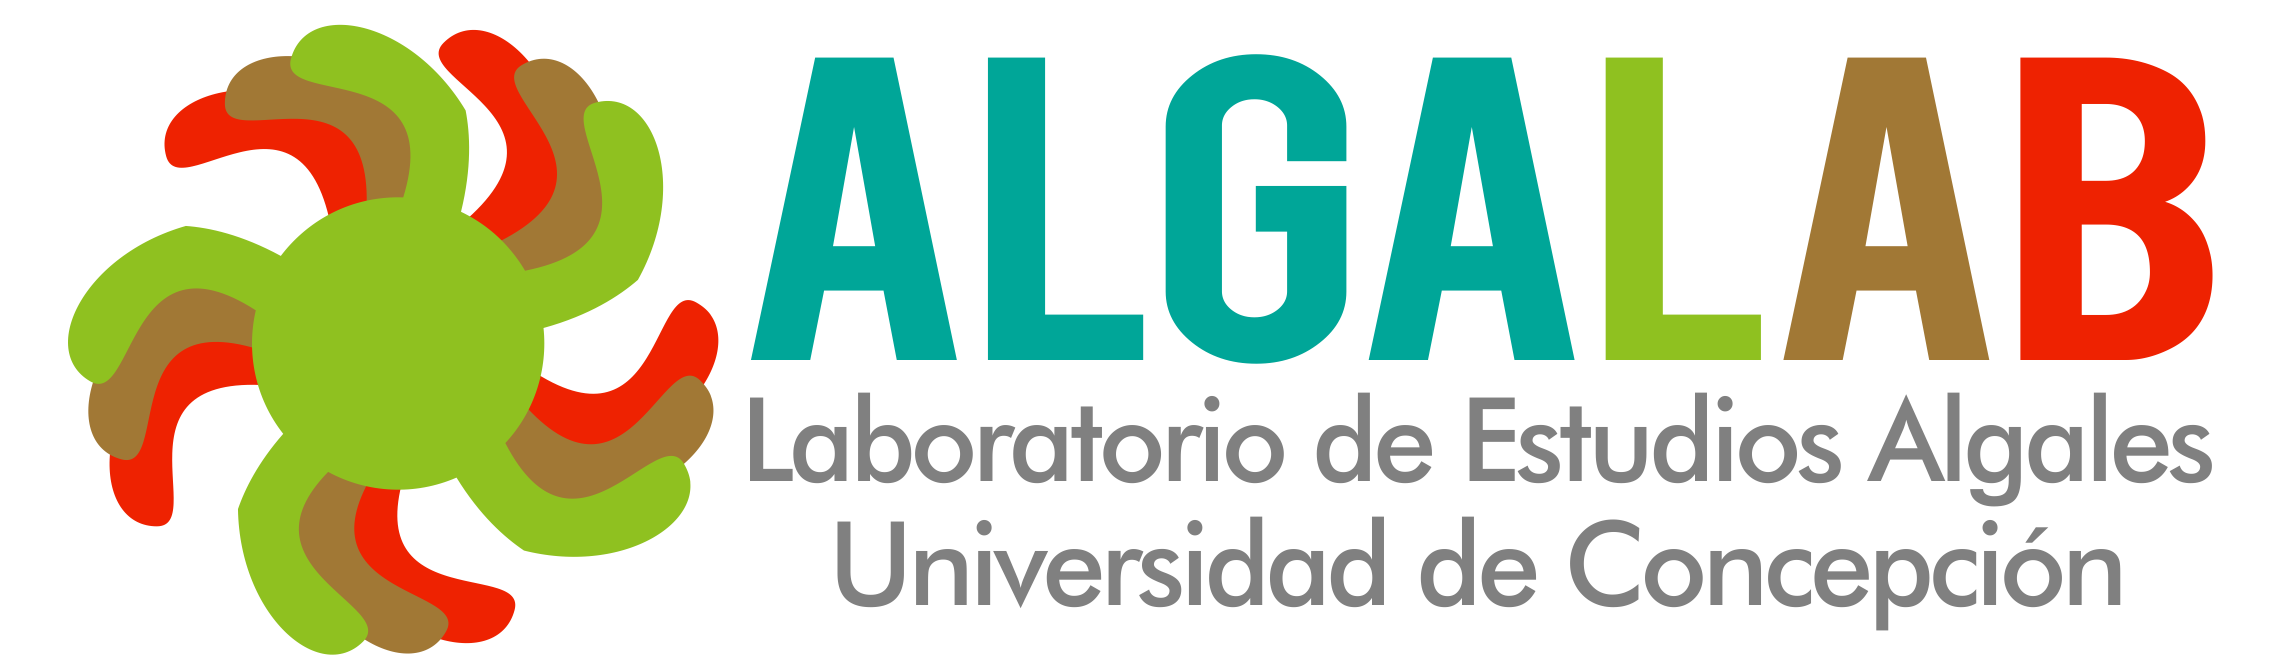 ALGALAB
Laboratorio de Estudios Algales
Universidad de Concepción